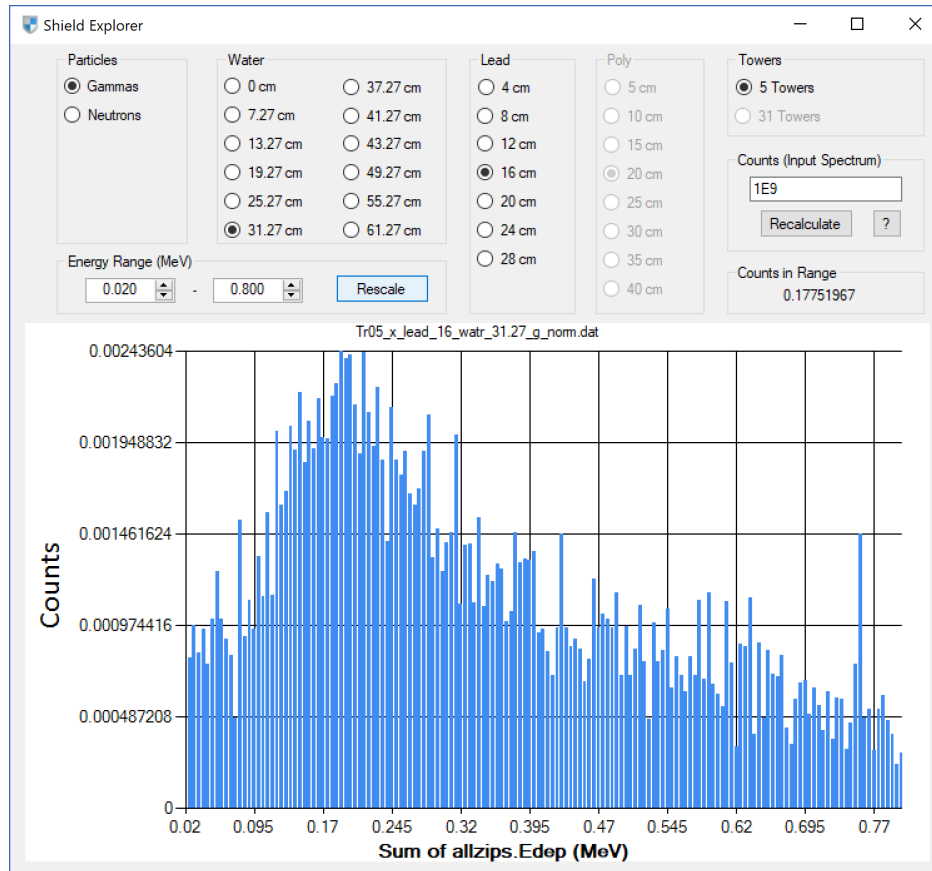 Shield Explorer
Particles
Gammas
Neutrons
Water
0 cm
7.27 cm
13.27 cm
19.27 cm
25.27 cm
31.27 cm
37.27 cm
41.27 cm
43.27 cm
49.27 cm
55.27 cm
61.27 cm
Lead
4 cm
8 cm
12 cm
16 cm
20 cm
24 cm
28 cm
Poly
5 cm
10 cm
15 cm
20 cm
25 cm
30 cm
35 cm
40 cm
Towers
5 Towers
31 Towers
Counts (Input Spectrum)
1E9
Recalculate ?
Energy Range (MeV)
0.020 - 0.800 Rescale
Counts in Range
0.17751967
Tr05_x_lead_16_watr_31.27_g_norm.dat
Counts
0.00243604
0.001948832
0.001461624
0.000974416
0.000487208
0
0.02 0.095 0.17 0.245 0.32 0.395 0.47 0.545 0.62 0.695 0.77
Sum of allzips.Edep (MeV)